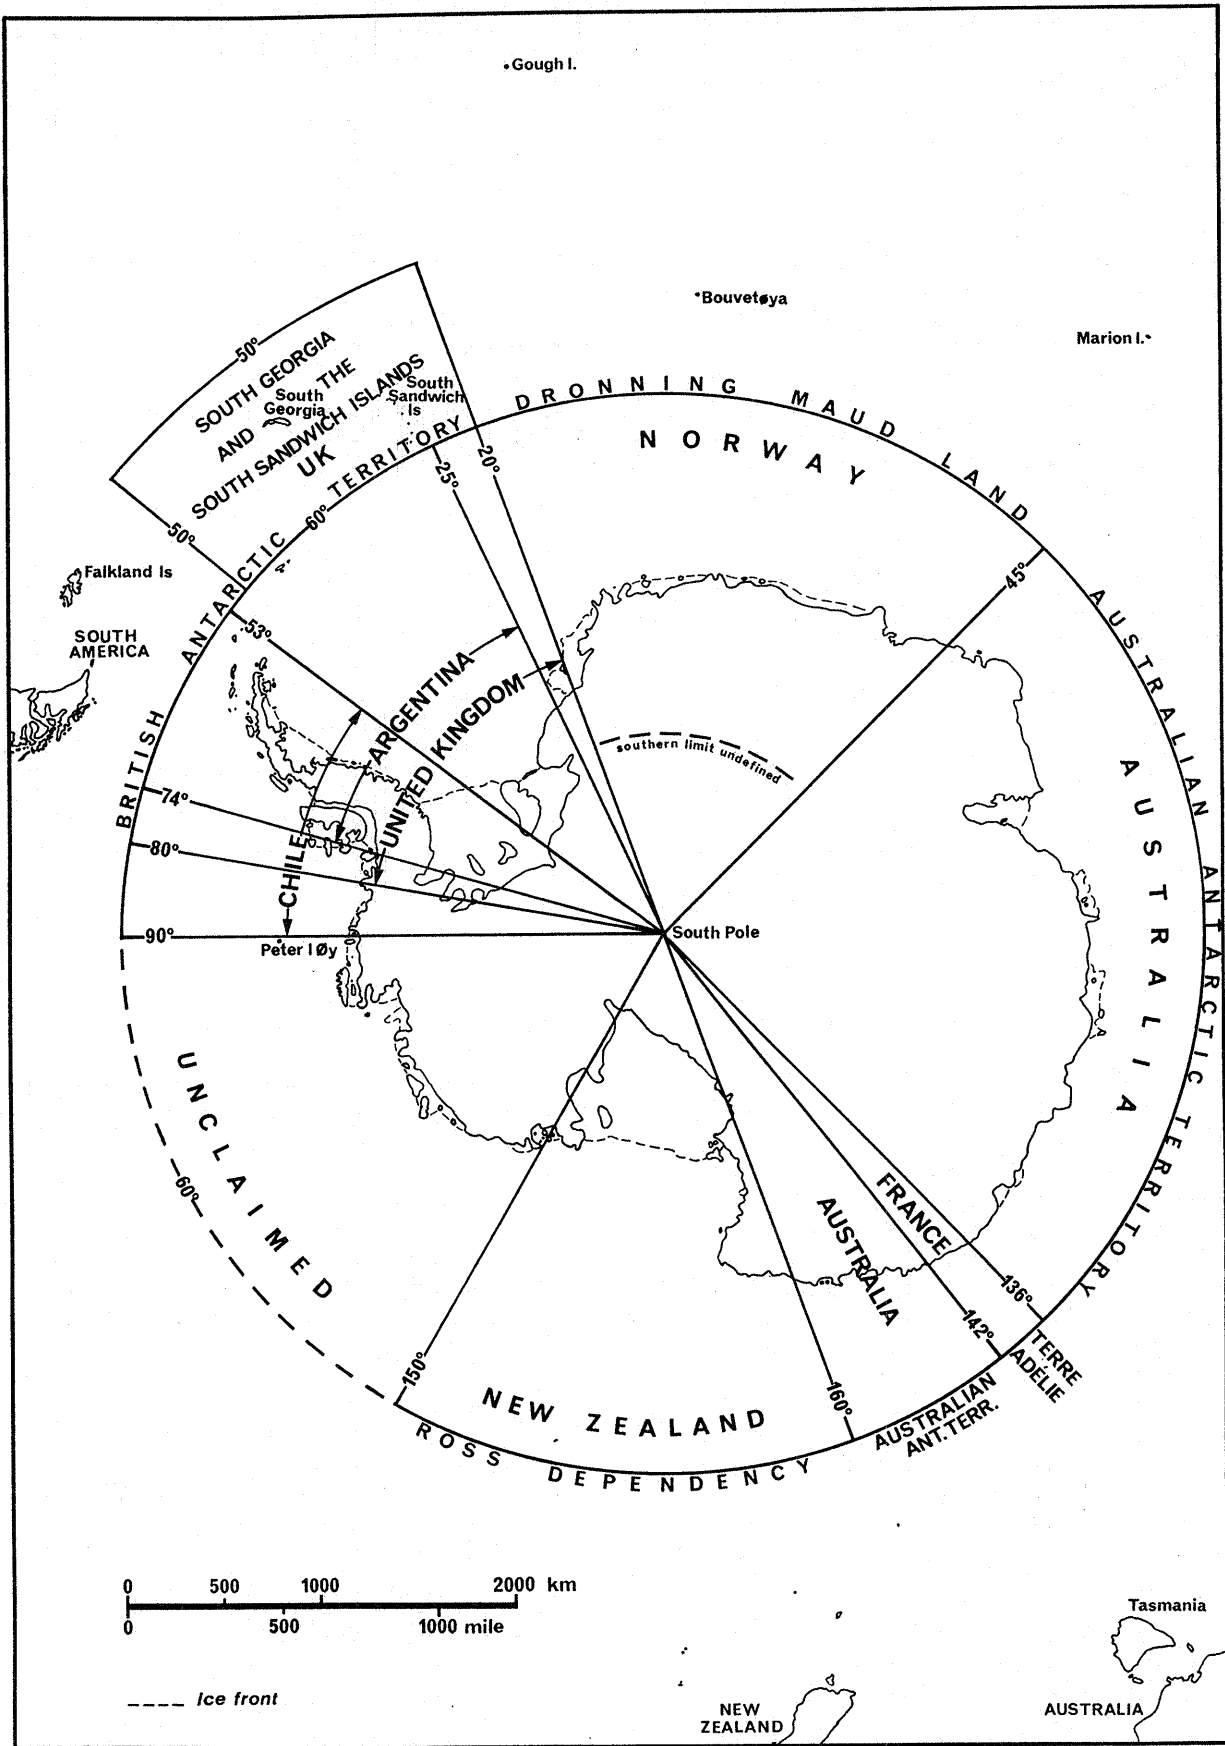 Gough I.
Bouvetøya
Marion I.
50°
SOUTH GEORGIA
AND THE
SOUTH SANDWICH ISLANDS
UK
South
Georgia
South
Sandwich
Is
50°
60°
BRITISH ANTARCTIC TERRITORY
DRONNING MAUD LAND
NORWAY
20°
25°
45°
Falkland Is
SOUTH
AMERICA
53°
74°
80°
90°
ARGENTINA
UNITED KINGDOM
CHILE
southern limit undefined
AUSTRALIAN ANTARCTIC TERRITORY
AUSTRALIA
South Pole
Peter I Øy
UNCLAIMED
60°
FRANCE
AUSTRALIA
136°
142°
150°
160°
TERRE
ADÉLIE
AUSTRALIAN
ANT. TERR.
NEW ZEALAND
ROSS DEPENDENCY
0 500 1000 2000 km
0 500 1000 mile
Ice front
Tasmania
NEW
ZEALAND
AUSTRALIA